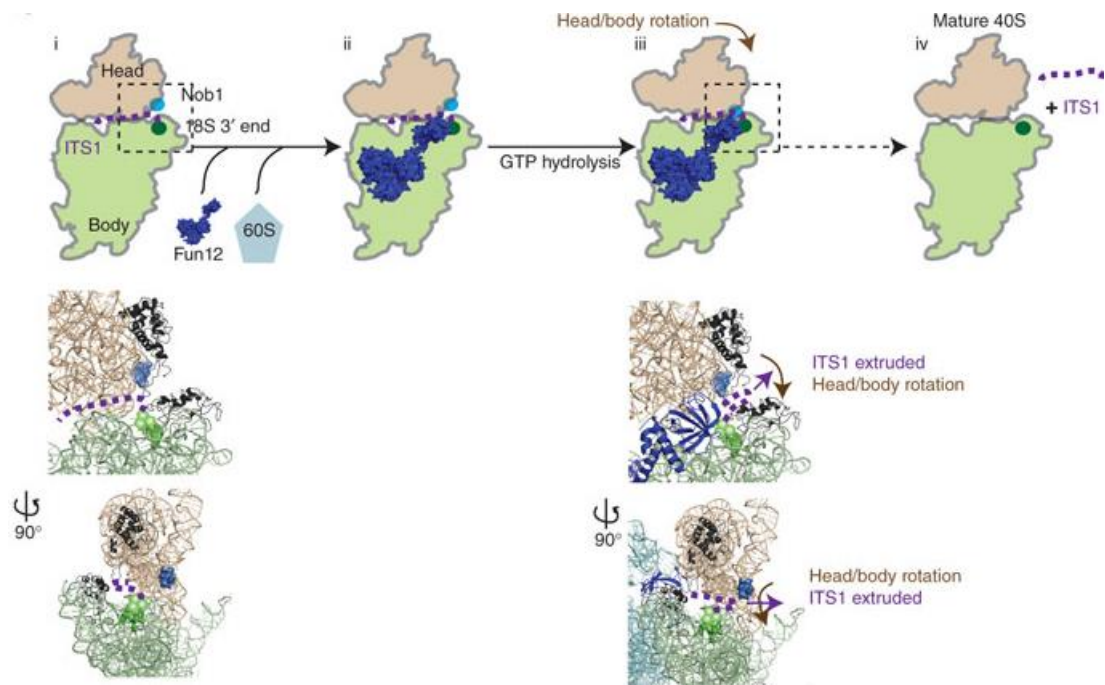 Head/body rotation
Mature 40S
i
ii
iii
iv
Head
Nob1
18S 3′ end
ITS1
+ ITS1
GTP hydrolysis
Body
60S
Fun12
ITS1 extruded
Head/body rotation
90°
90°
Head/body rotation
ITS1 extruded